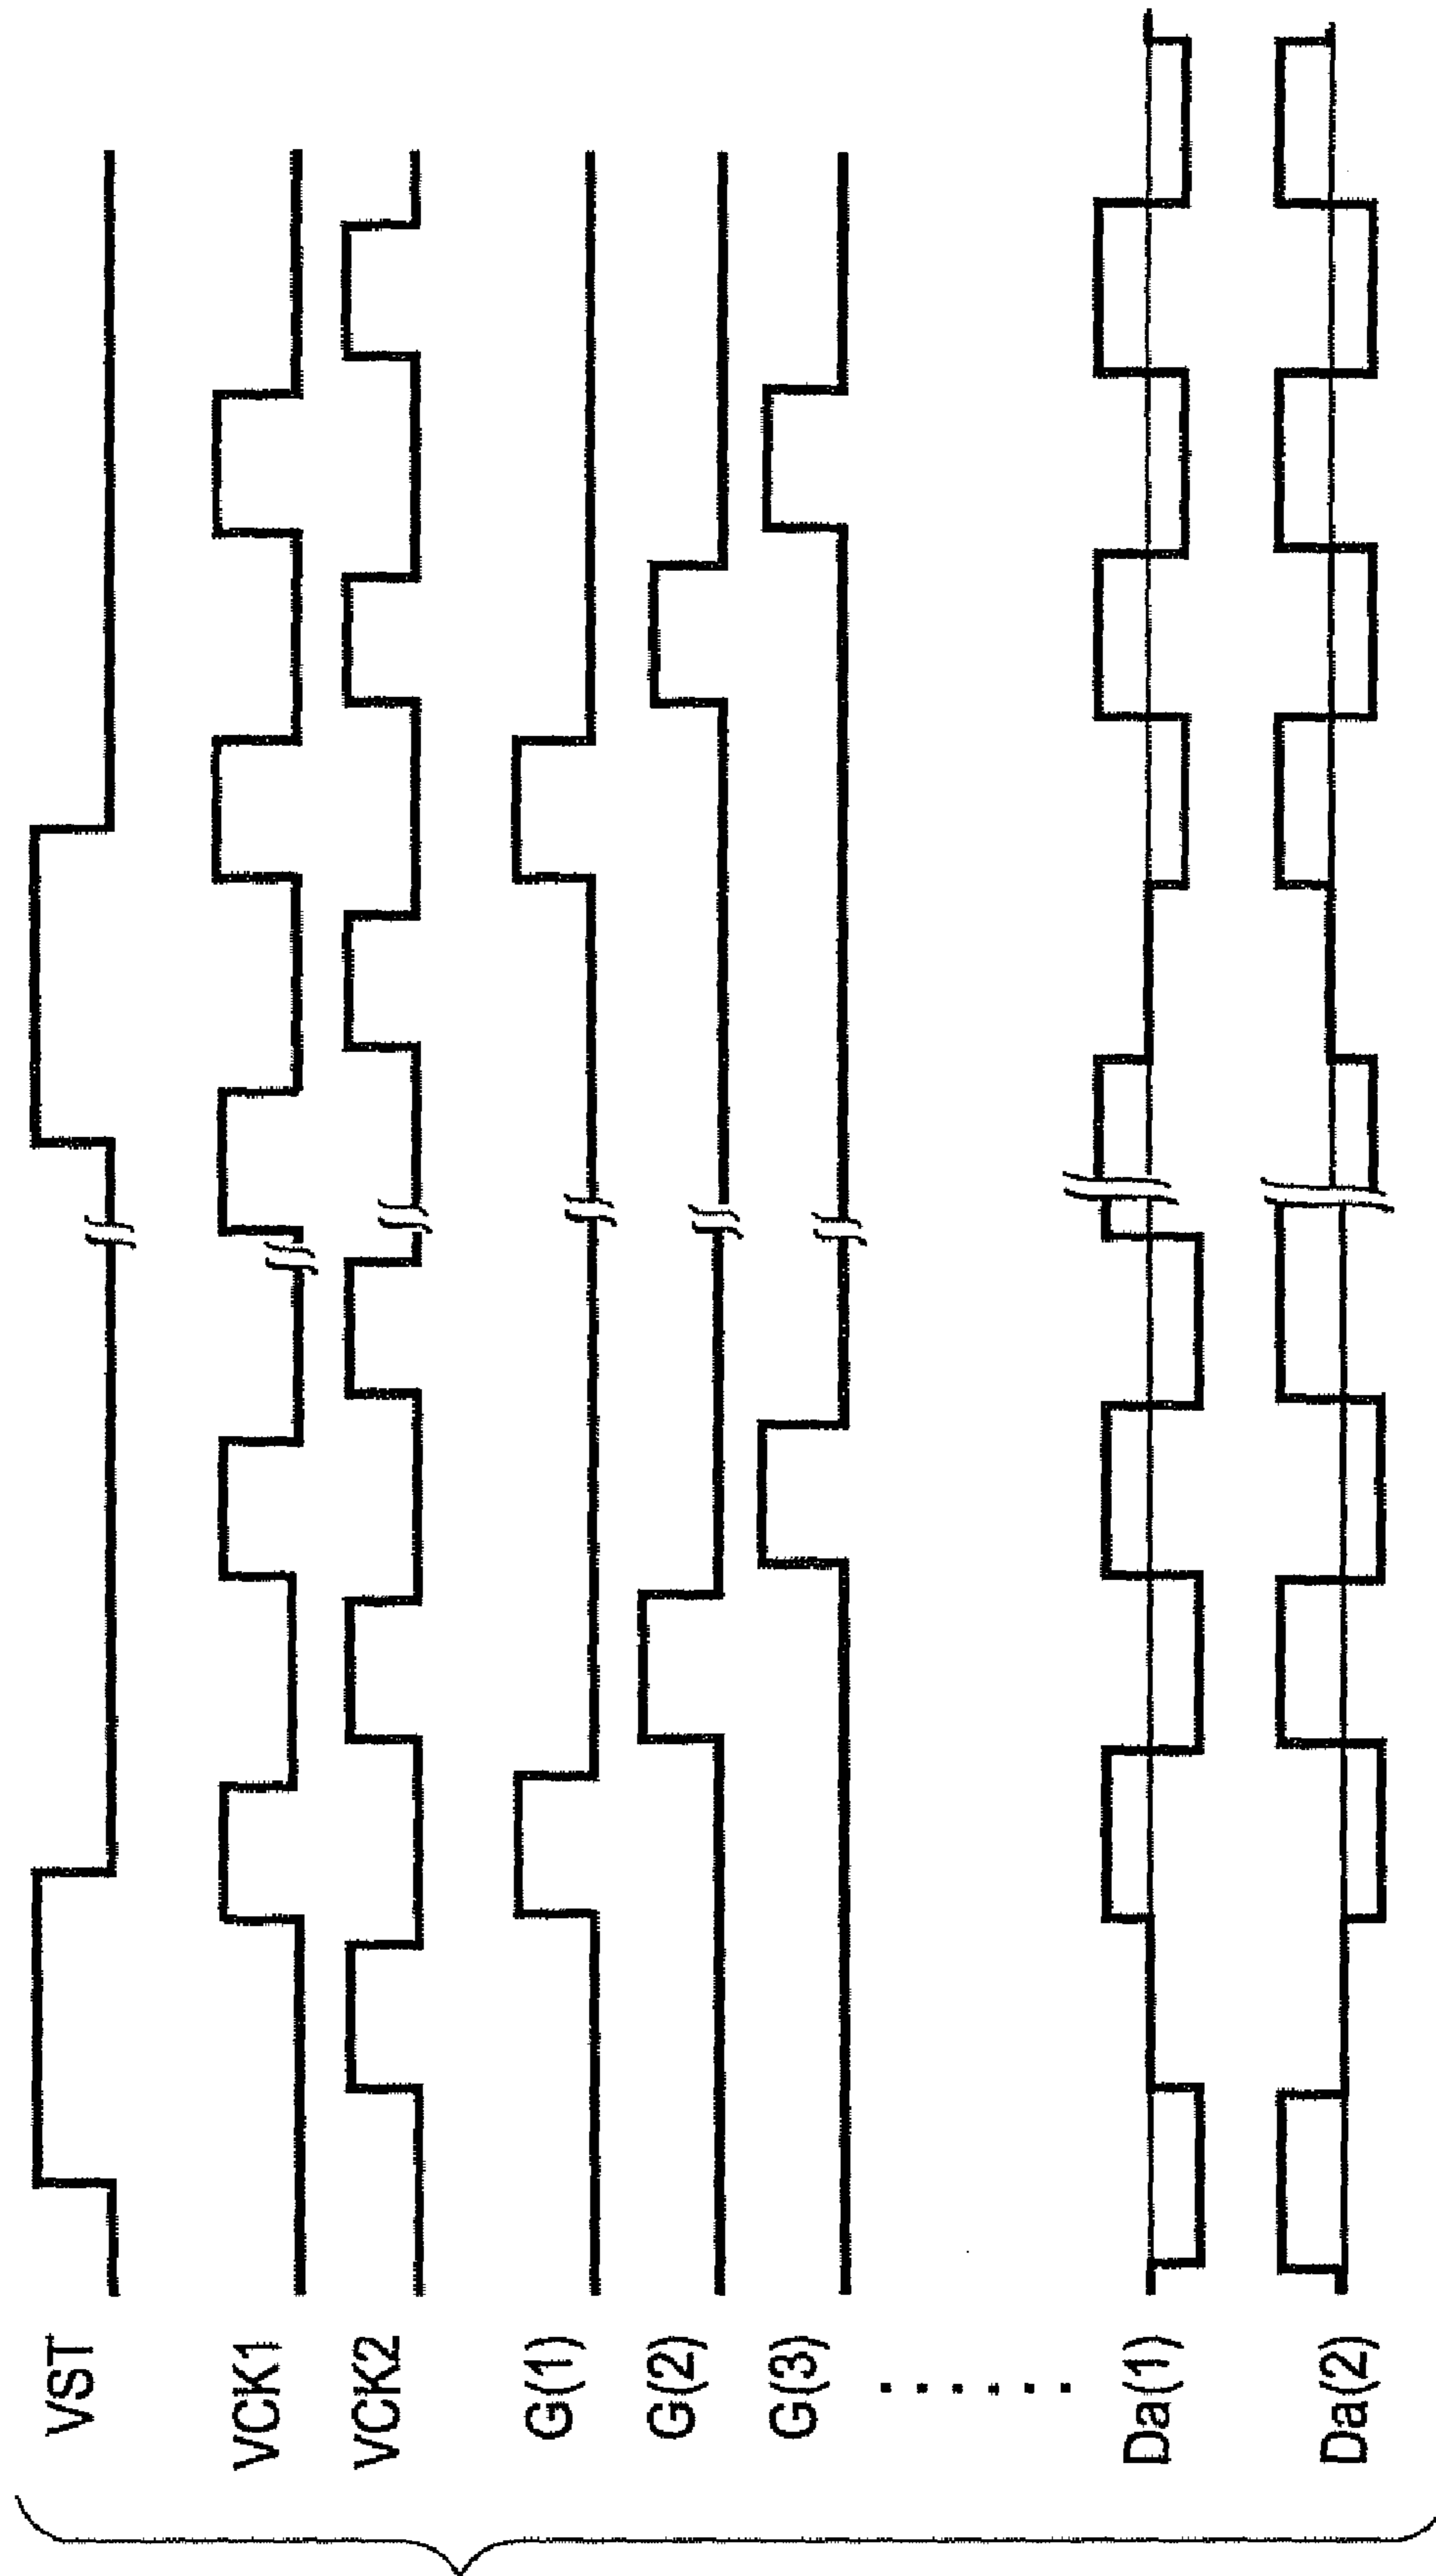 VST
VCK1
VCK2
G(1)
G(2)
G(3)
......
Da(1)
Da(2)